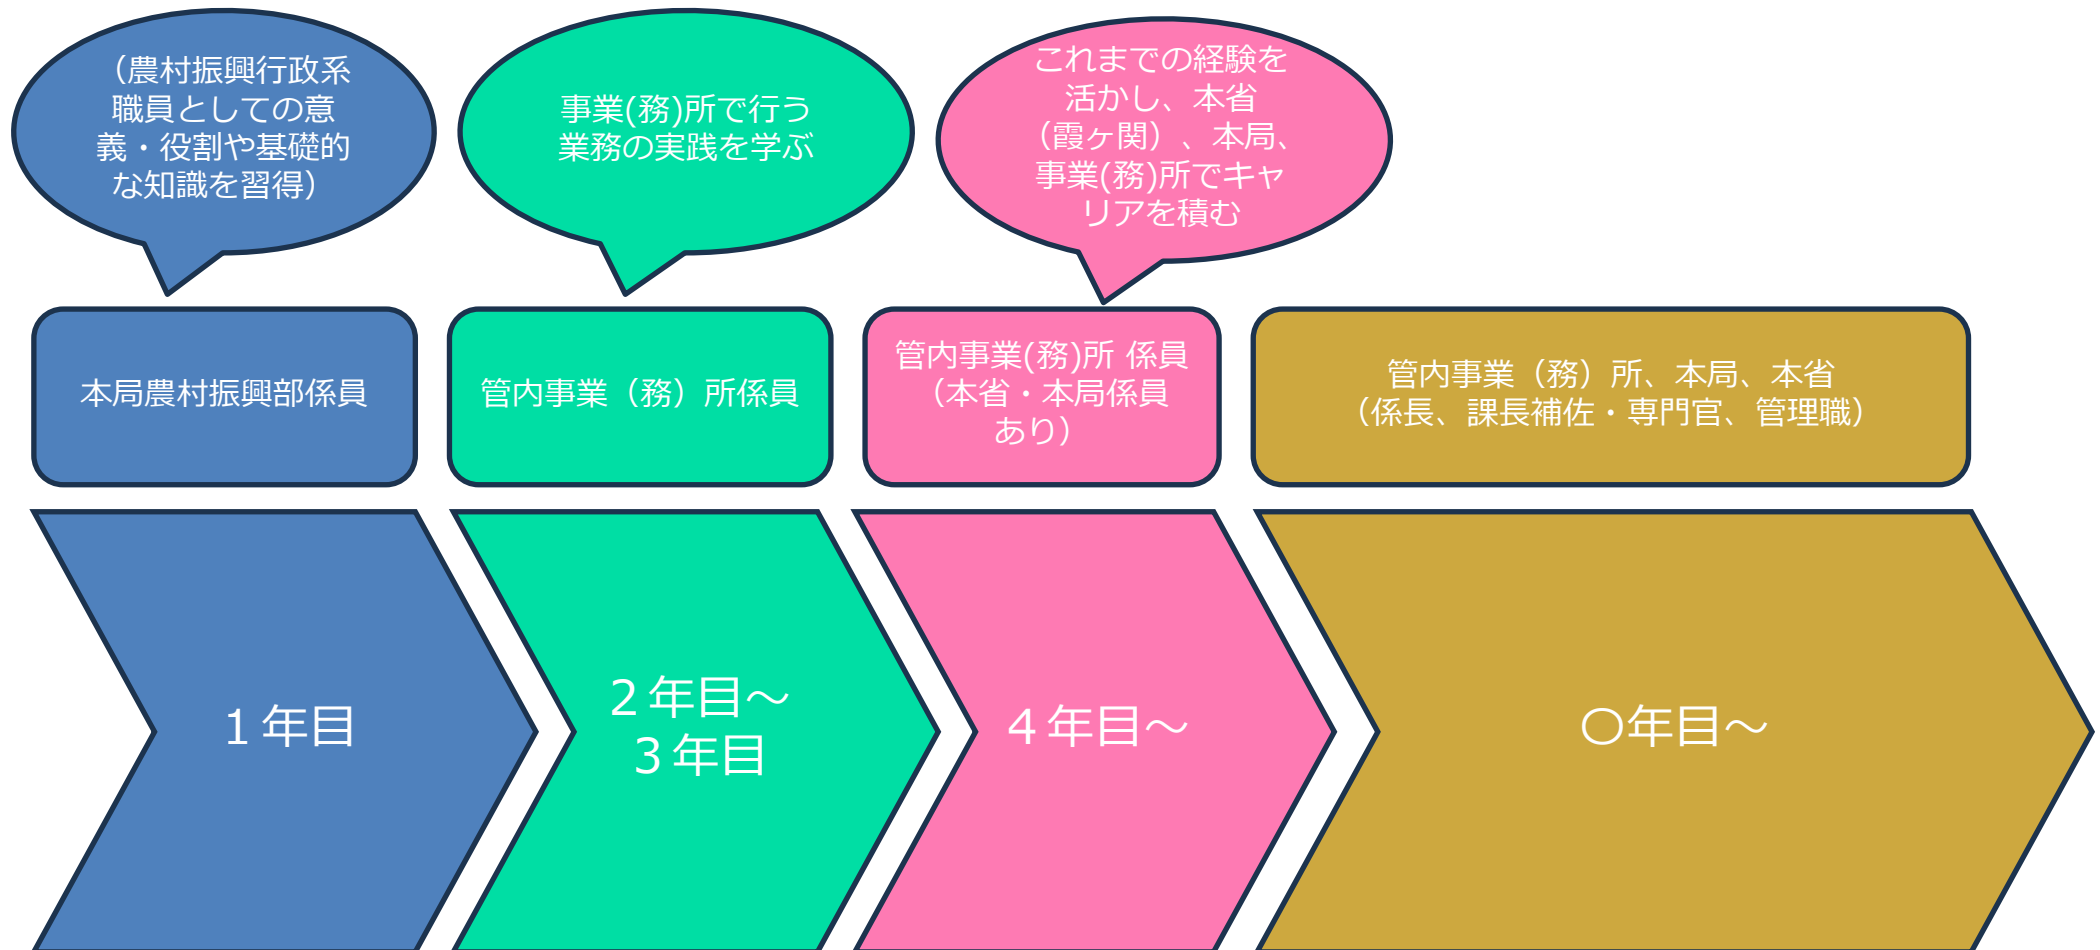 （農村振興行政系
職員としての意
義・役割や基礎的
な知識を習得）
事業(務)所で行う
業務の実践を学ぶ
これまでの経験を
活かし、本省
（霞ヶ関）、本局、
事業(務)所でキャ
リアを積む
本局農村振興部係員
管内事業（務）所係員
管内事業(務)所 係員
（本省・本局係員
あり）
管内事業（務）所、本局、本省
（係長、課長補佐・専門官、管理職）
１年目
２年目～
３年目
４年目～
〇年目～